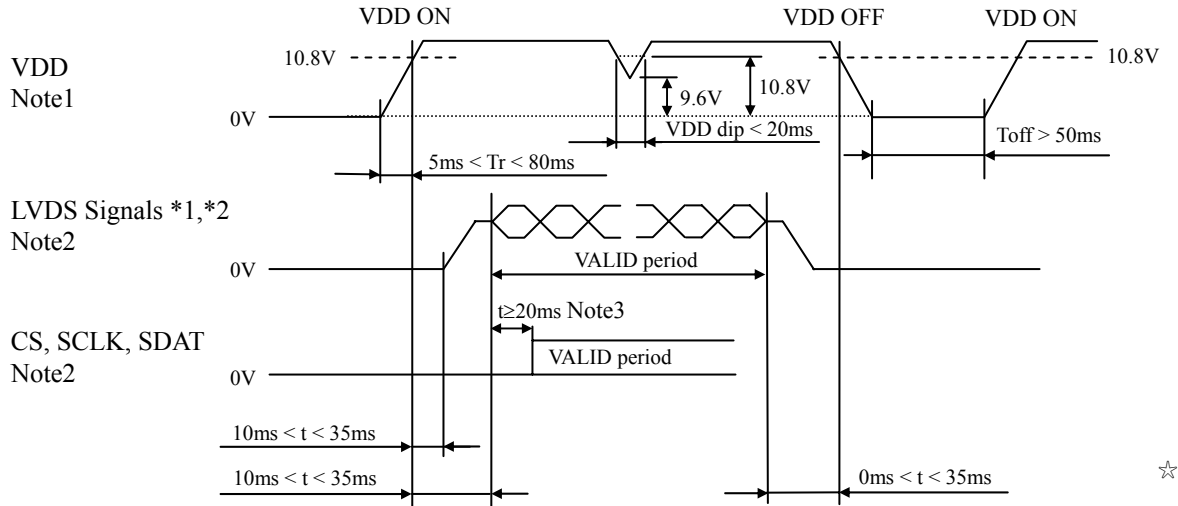 VDD ON VDD OFF VDD ON
VDD
Note1
10.8V
10.8V
9.6V
10.8V
0V
VDD dip < 20ms
Toff > 50ms
5ms < Tr < 80ms
LVDS Signals *1,*2
Note2
0V
VALID period
t≥20ms Note3
CS, SCLK, SDAT
Note2
VALID period
0V
10ms < t < 35ms
10ms < t < 35ms
0ms < t < 35ms
☆